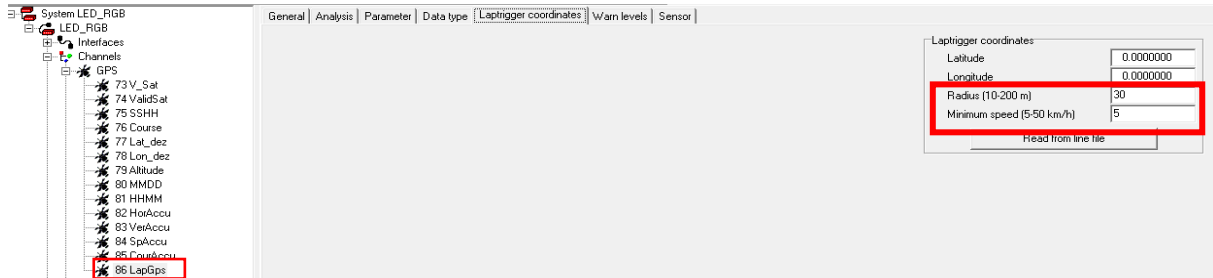 System LED_RGB
LED_RGB
Interfaces
Channels
GPS
73 V_Sat
74 ValidSat
75 SSHH
76 Course
77 Lat_dez
78 Lon_dez
79 Altitude
80 MMDD
81 HHMM
82 HorAccu
83 VerAccu
84 SpAccu
85 CourAccu
86 LapGps
General Analysis Parameter Data type Laptrigger coordinates Warn levels Sensor
Laptrigger coordinates
Latitude 0.0000000
Longitude 0.0000000
Radius (10-200 m) 30
Minimum speed (5-50 km/h) 5
Read from line file